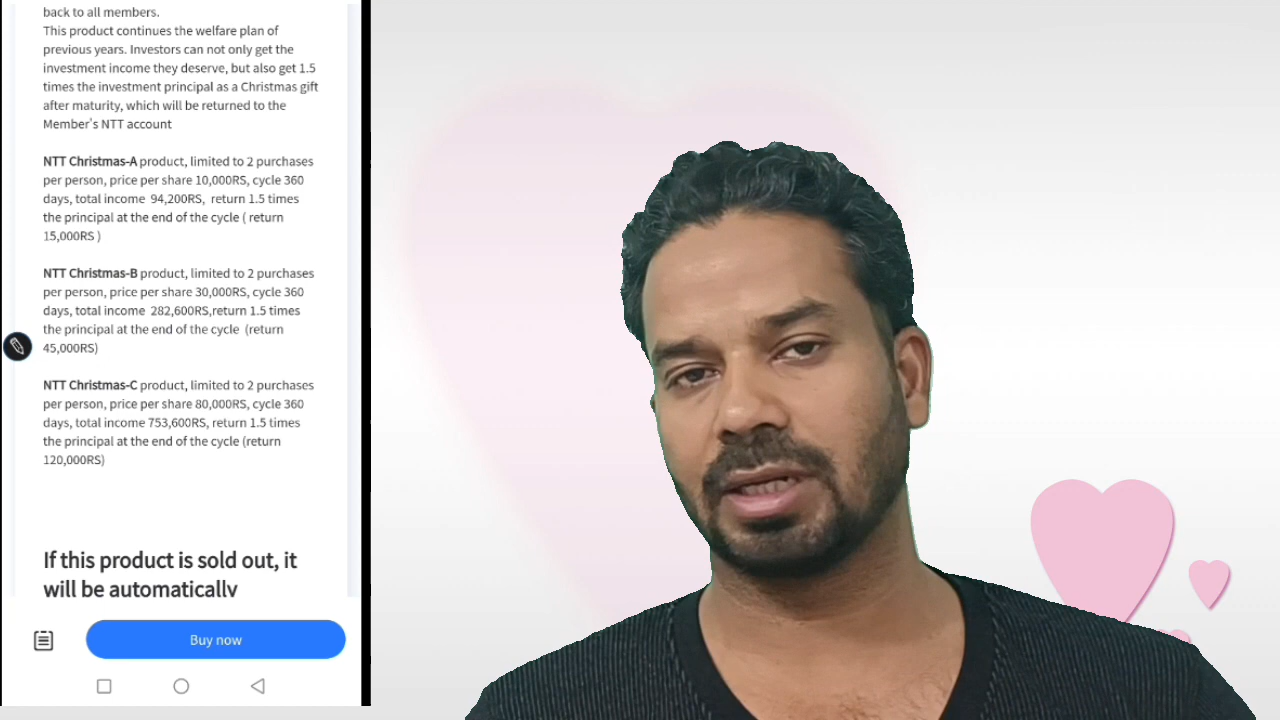 back to all members.
This product continues the welfare plan of
previous years. Investors can not only get the
investment income they deserve, but also get 1.5
times the investment principal as a Christmas gift
after maturity, which will be returned to the
Member's NTT account
NTT Christmas-A product, limited to 2 purchases
per person, price per share 10,000RS, cycle 360
days, total income 94,200RS, return 1.5 times
the principal at the end of the cycle ( return
15,000RS )
NTT Christmas-B product, limited to 2 purchases
per person, price per share 30,000RS, cycle 360
days, total income 282,600RS,return 1.5 times
the principal at the end of the cycle (return
45,000RS)
NTT Christmas-C product, limited to 2 purchases
per person, price per share 80,000RS, cycle 360
days, total income 753,600RS, return 1.5 times
the principal at the end of the cycle (return
120,000RS)
If this product is sold out, it
will be automatically
Buy now